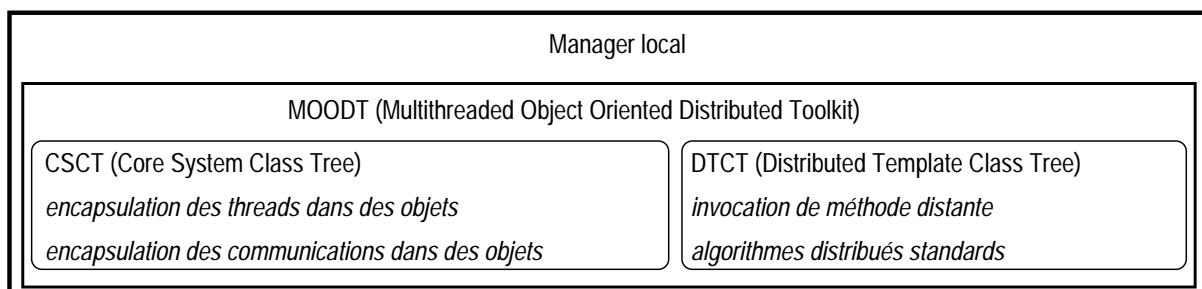 Manager local
MOODT (Multithreaded Object Oriented Distributed Toolkit)
CSCT (Core System Class Tree)
encapsulation des threads dans des objets
encapsulation des communications dans des objets
DTCT (Distributed Template Class Tree)
invocation de méthode distante
algorithmes distribués standards